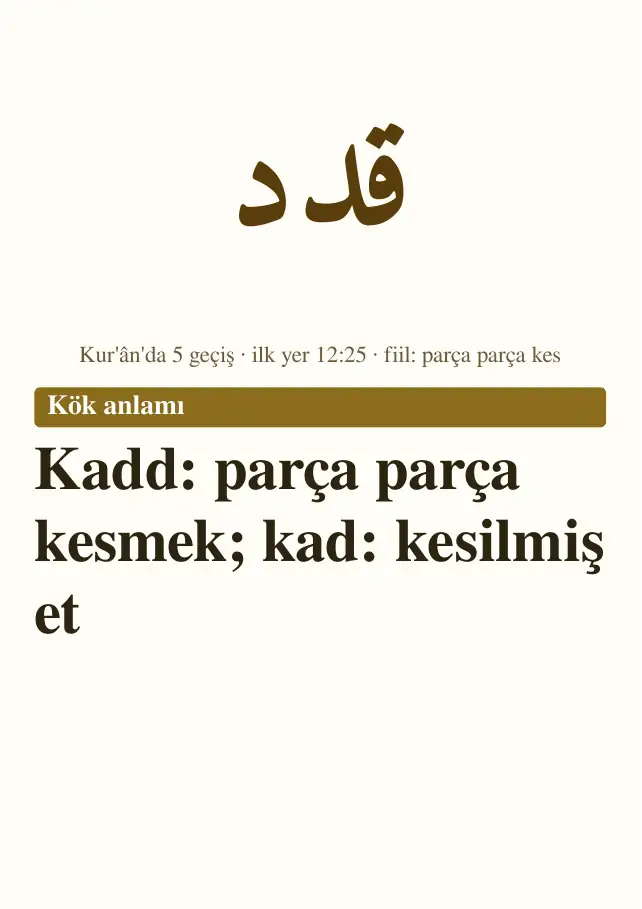 قد د
Kur'ân'da 5 geçiş · ilk yer 12:25 · fiil: parça parça kes
Kök anlamı
Kadd: parça parça
kesmek; kad: kesilmiş
et